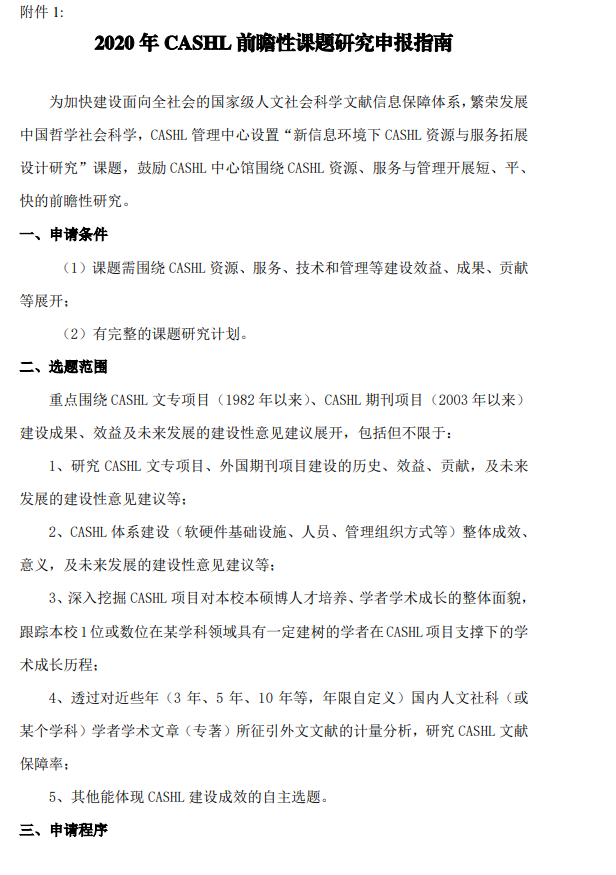 附件 1:
2020 年 CASHL 前瞻性课题研究申报指南
为加快建设面向全社会的国家级人文社会科学文献信息保障体系,繁荣发展
中国哲学社会科学，CASHL 管理中心设置“新信息环境下 CASHL 资源与服务拓展
设计研究”课题，鼓励 CASHL 中心馆围绕 CASHL 资源、服务与管理开展短、平、
快的前瞻性研究。
一、申请条件
（1）课题需围绕 CASHL 资源、服务、技术和管理等建设效益、成果、贡献
等展开；
（2）有完整的课题研究计划。
二、选题范围
重点围绕 CASHL 文专项目（1982 年以来）、CASHL 期刊项目（2003 年以来）
建设成果、效益及未来发展的建设性意见建议展开，包括但不限于：
1、研究 CASHL 文专项目、外国期刊项目建设的历史、效益、贡献，及未来
发展的建设性意见建议等；
2、CASHL 体系建设（软硬件基础设施、人员、管理组织方式等）整体成效、
意义，及未来发展的建设性意见建议等；
3、深入挖掘 CASHL 项目对本校本硕博人才培养、学者学术成长的整体面貌，
跟踪本校 1 位或数位在某学科领域具有一定建树的学者在 CASHL 项目支撑下的学
术成长历程；
4、透过对近些年（3 年、5 年、10 年等，年限自定义）国内人文社科（或
某个学科）学者学术文章（专著）所征引外文文献的计量分析，研究 CASHL 文献
保障率；
5、其他能体现 CASHL 建设成效的自主选题。
三、申请程序